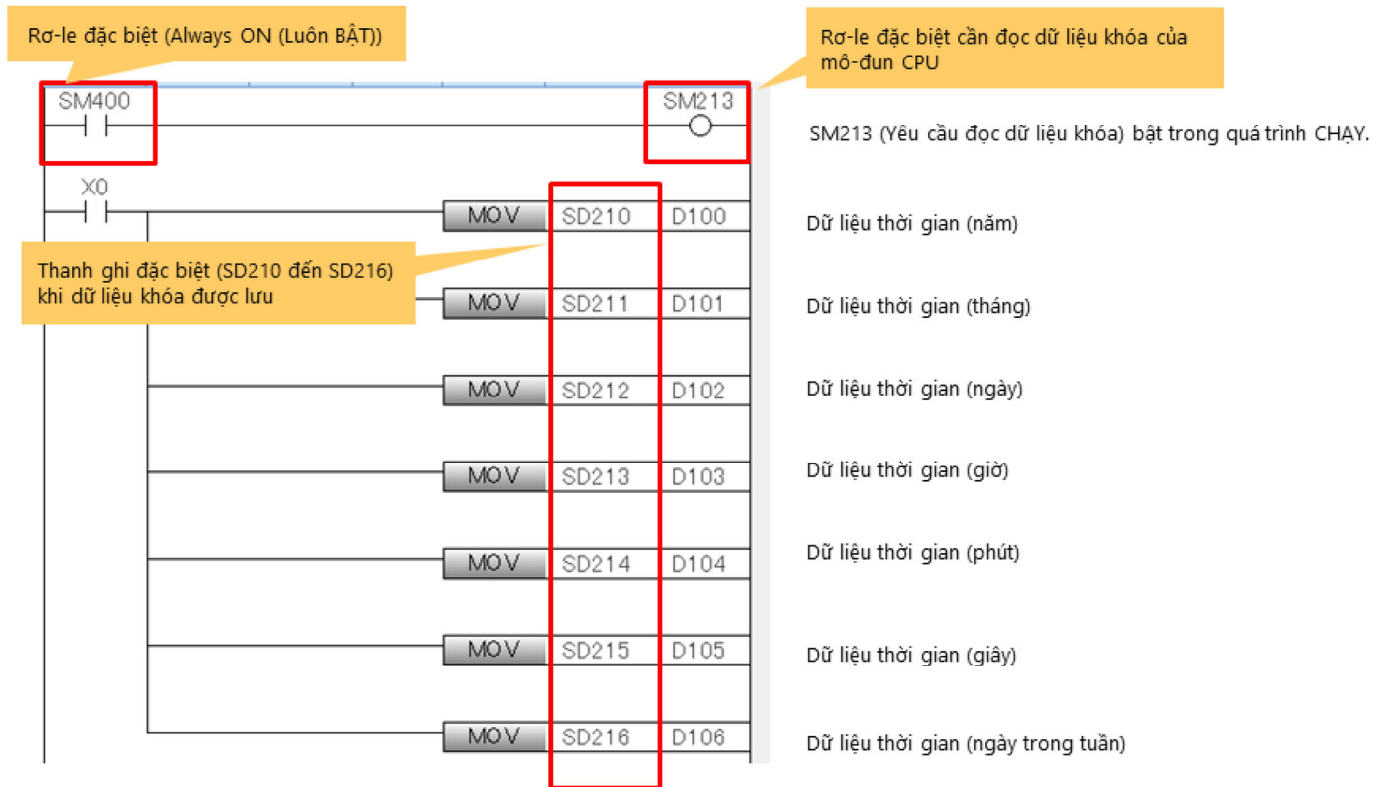 Rơ-le đặc biệt (Always ON (Luôn BẬT))
Rơ-le đặc biệt cần đọc dữ liệu khóa của
mô-đun CPU
SM400
SM213
SM213 (Yêu cầu đọc dữ liệu khóa) bật trong quá trình CHẠY.
X0
MOV SD210 D100
Dữ liệu thời gian (năm)
Thanh ghi đặc biệt (SD210 đến SD216)
khi dữ liệu khóa được lưu
MOV SD211 D101
Dữ liệu thời gian (tháng)
MOV SD212 D102
Dữ liệu thời gian (ngày)
MOV SD213 D103
Dữ liệu thời gian (giờ)
MOV SD214 D104
Dữ liệu thời gian (phút)
MOV SD215 D105
Dữ liệu thời gian (giây)
MOV SD216 D106
Dữ liệu thời gian (ngày trong tuần)